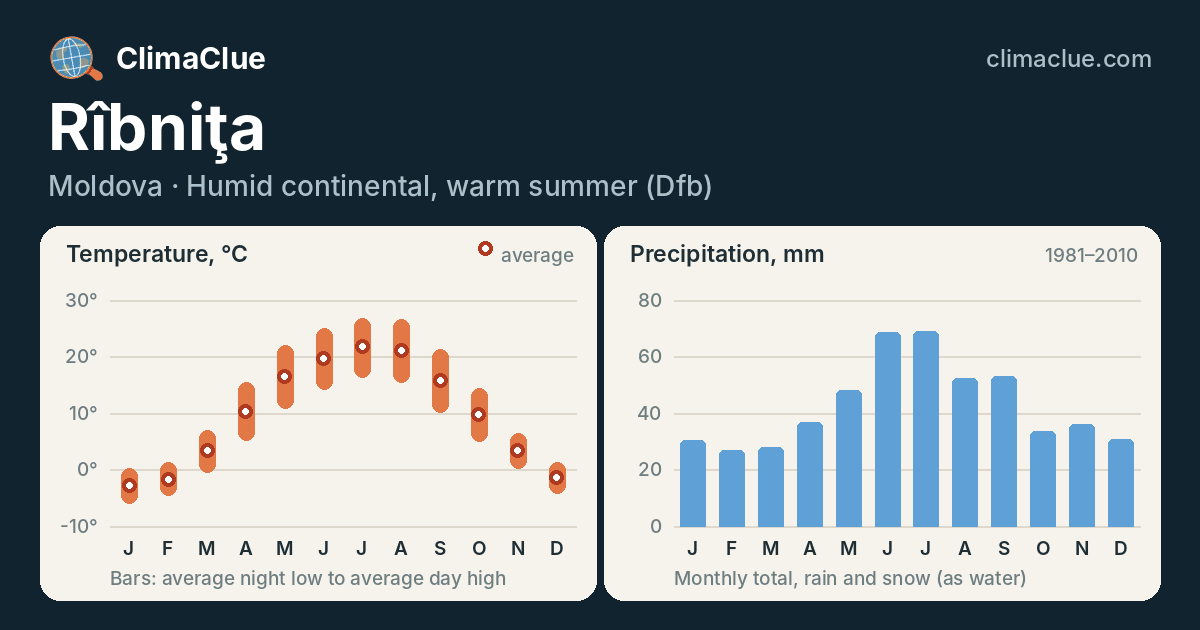 ClimaClue
climaclue.com
Rîbniţa
Moldova · Humid continental, warm summer (Dfb)
Temperature, °C
average
30°
20°
10°
0°
-10°
J F M A M J J A S O N D
Bars: average night low to average day high
Precipitation, mm
1981–2010
80
60
40
20
0
J F M A M J J A S O N D
Monthly total, rain and snow (as water)